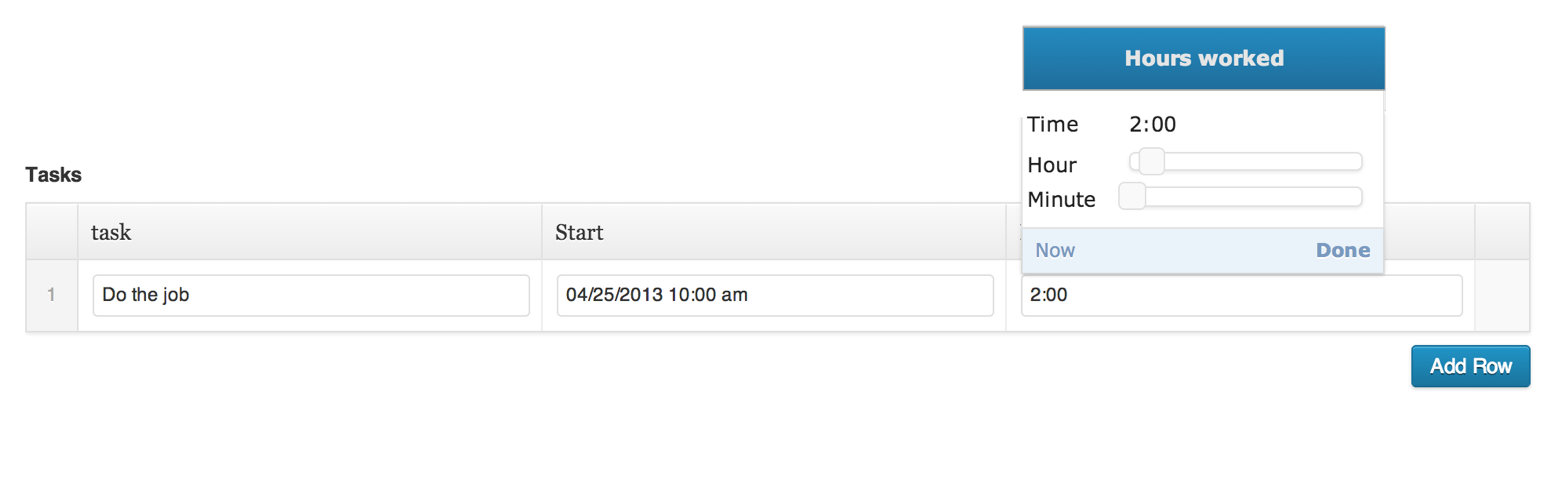 Hours worked
Time 2:00
Hour
Minute
Now Done
Tasks
task Start
1 Do the job 04/25/2013 10:00 am 2:00
Add Row